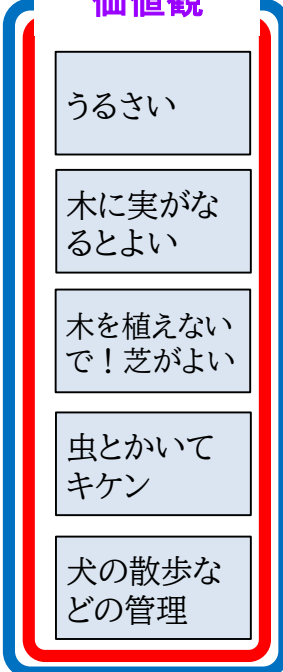 価値観
うるさい
木に実がな
るとよい
木を植えない
で！芝がよい
虫とかいて
キケン
犬の散歩な
どの管理